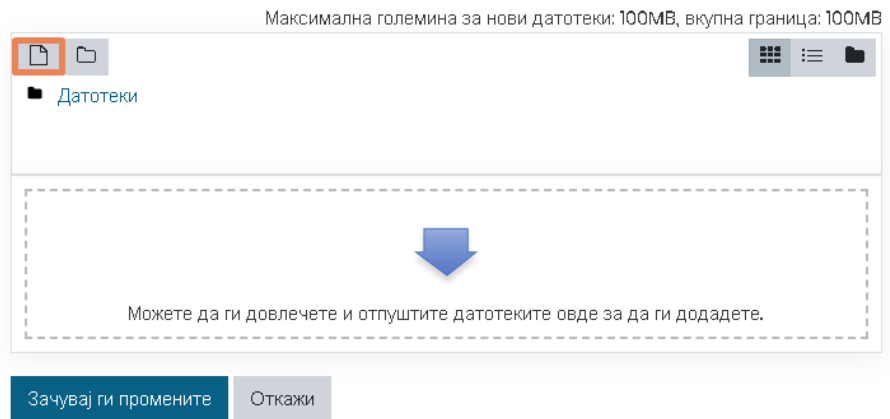 Максимална големина за нови датотеки: 100MB, вкупна граница: 100MB
Датотеки
Можете да ги довлечете и отпуштите датотеките овде за да ги додадете.
Зачувај ги промените Откажи